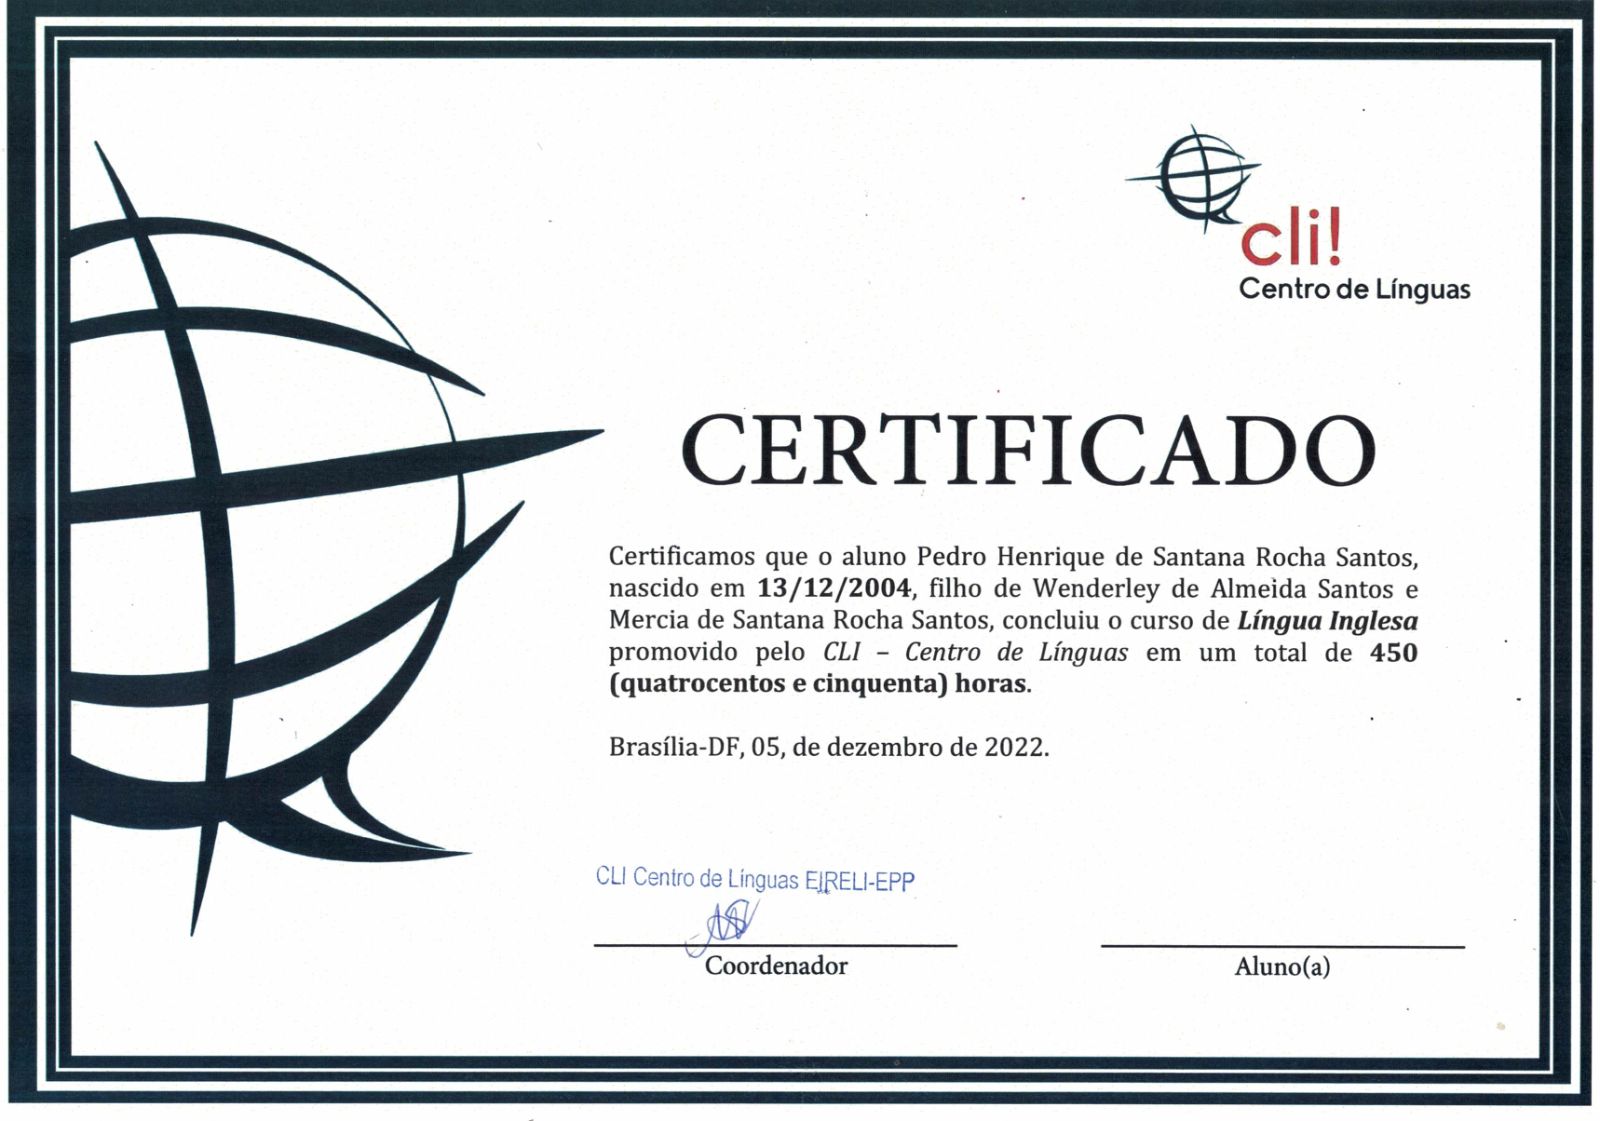 cli!
Centro de Línguas
CERTIFICADO
Certificamos que o aluno Pedro Henrique de Santana Rocha Santos,
nascido em 13/12/2004, filho de Wenderley de Almeida Santos e
Mercia de Santana Rocha Santos, concluiu o curso de Língua Inglesa
promovido pelo CLI – Centro de Línguas em um total de 450
(quatrocentos e cinquenta) horas.
Brasília-DF, 05, de dezembro de 2022.
CLI Centro de Línguas EIRELI-EPP
Coordenador
Aluno(a)